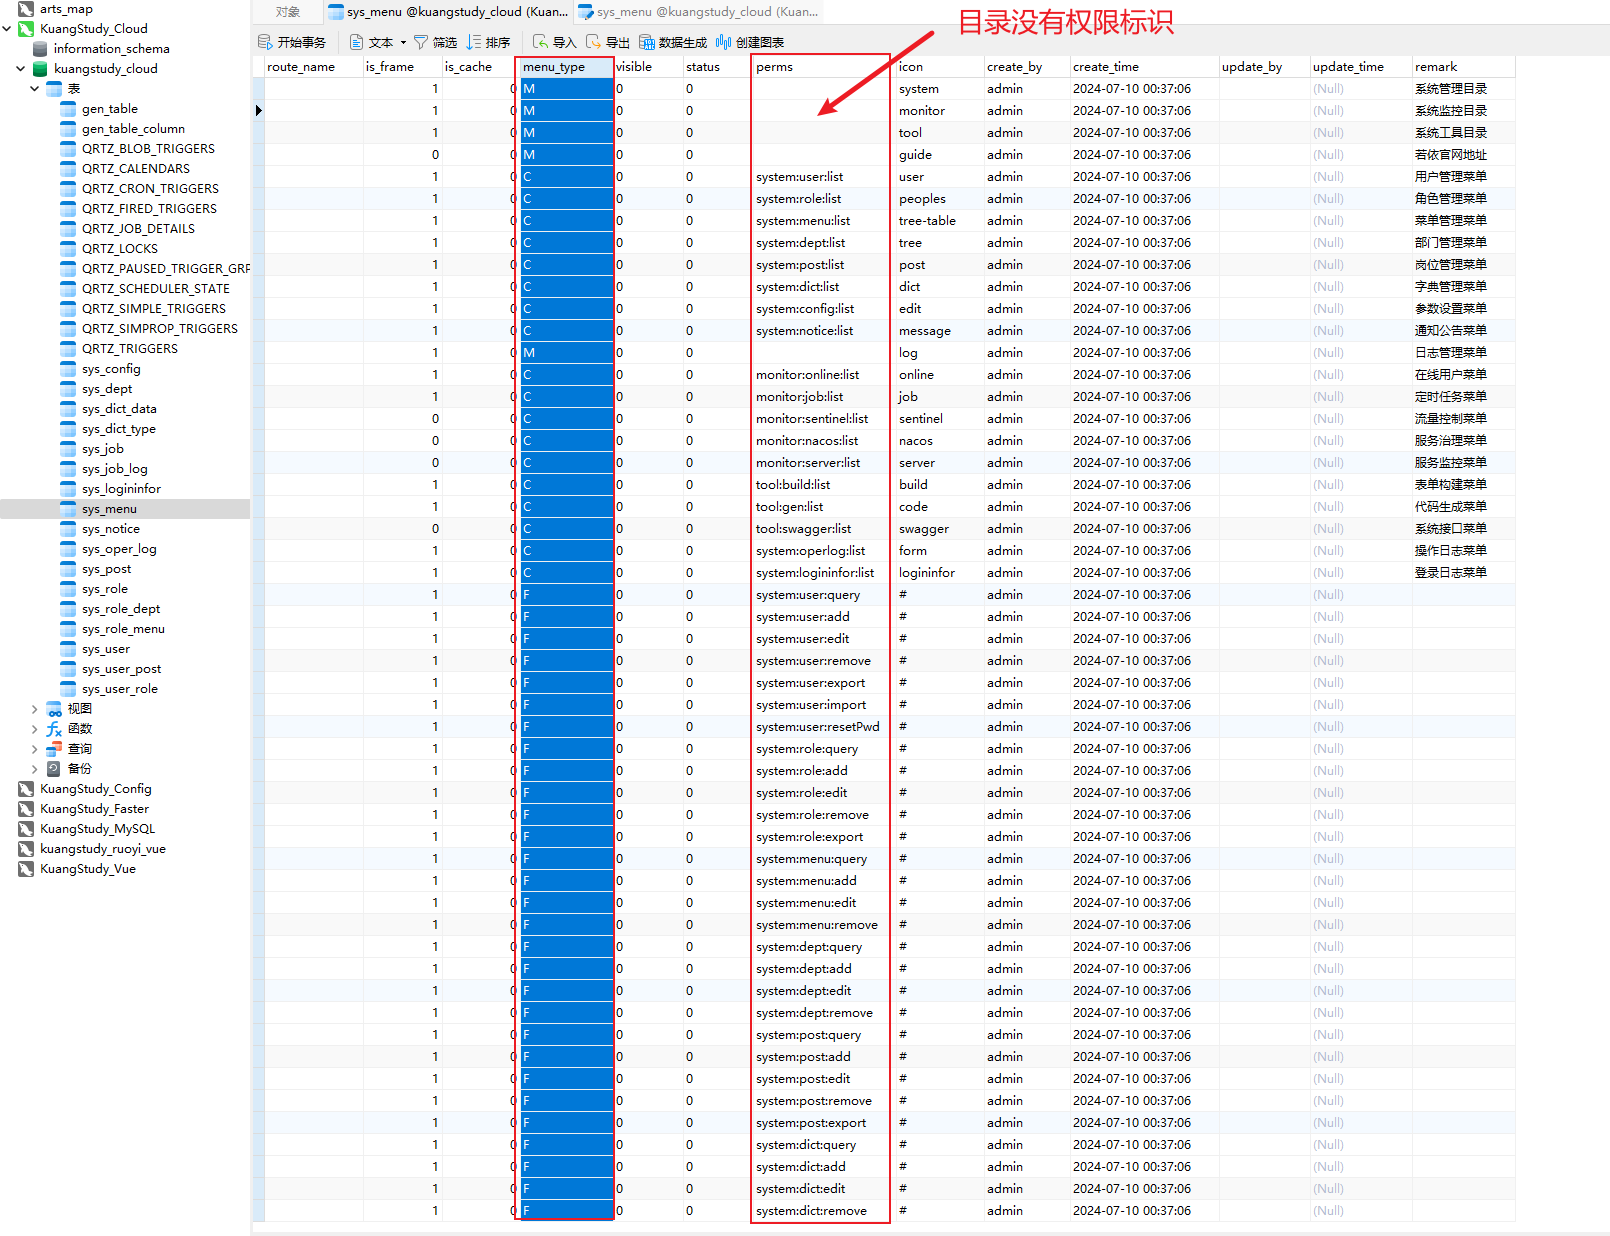 arts_map
KuangStudy_Cloud
information_schema
kuangstudy_cloud
表
gen_table
gen_table_column
QRTZ_BLOB_TRIGGERS
QRTZ_CALENDARS
QRTZ_CRON_TRIGGERS
QRTZ_FIRED_TRIGGERS
QRTZ_JOB_DETAILS
QRTZ_LOCKS
QRTZ_PAUSED_TRIGGER_GRP
QRTZ_SCHEDULER_STATE
QRTZ_SIMPLE_TRIGGERS
QRTZ_SIMPROP_TRIGGERS
QRTZ_TRIGGERS
sys_config
sys_dept
sys_dict_data
sys_dict_type
sys_job
sys_job_log
sys_logininfor
sys_menu
sys_notice
sys_oper_log
sys_post
sys_role
sys_role_dept
sys_role_menu
sys_user
sys_user_post
sys_user_role
视图
函数
查询
备份
KuangStudy_Config
KuangStudy_Faster
KuangStudy_MySQL
kuangstudy_ruoyi_vue
KuangStudy_Vue
对象 sys_menu @kuangstudy_cloud (Kuan... sys_menu @kuangstudy_cloud (Kuan...
目录没有权限标识
开始事务 文本 筛选 排序 导入 导出 数据生成 创建图表
route_name is_frame is_cache menu_type visible status perms icon create_by create_time update_by update_time remark
1 0 M 0 0 system admin 2024-07-10 00:37:06 (Null) 系统管理目录
1 0 M 0 0 monitor admin 2024-07-10 00:37:06 (Null) 系统监控目录
1 0 M 0 0 tool admin 2024-07-10 00:37:06 (Null) 系统工具目录
0 0 M 0 0 guide admin 2024-07-10 00:37:06 (Null) 若依官网地址
1 0 C 0 0 system:user:list user admin 2024-07-10 00:37:06 (Null) 用户管理菜单
1 0 C 0 0 system:role:list peoples admin 2024-07-10 00:37:06 (Null) 角色管理菜单
1 0 C 0 0 system:menu:list tree-table admin 2024-07-10 00:37:06 (Null) 菜单管理菜单
1 0 C 0 0 system:dept:list tree admin 2024-07-10 00:37:06 (Null) 部门管理菜单
1 0 C 0 0 system:post:list post admin 2024-07-10 00:37:06 (Null) 岗位管理菜单
1 0 C 0 0 system:dict:list dict admin 2024-07-10 00:37:06 (Null) 字典管理菜单
1 0 C 0 0 system:config:list edit admin 2024-07-10 00:37:06 (Null) 参数设置菜单
1 0 C 0 0 system:notice:list message admin 2024-07-10 00:37:06 (Null) 通知公告菜单
1 0 M 0 0 log admin 2024-07-10 00:37:06 (Null) 日志管理菜单
1 0 C 0 0 monitor:online:list online admin 2024-07-10 00:37:06 (Null) 在线用户菜单
1 0 C 0 0 monitor:job:list job admin 2024-07-10 00:37:06 (Null) 定时任务菜单
0 0 C 0 0 monitor:sentinel:list sentinel admin 2024-07-10 00:37:06 (Null) 流量控制菜单
0 0 C 0 0 monitor:nacos:list nacos admin 2024-07-10 00:37:06 (Null) 服务治理菜单
0 0 C 0 0 monitor:server:list server admin 2024-07-10 00:37:06 (Null) 服务监控菜单
1 0 C 0 0 tool:build:list build admin 2024-07-10 00:37:06 (Null) 表单构建菜单
1 0 C 0 0 tool:gen:list code admin 2024-07-10 00:37:06 (Null) 代码生成菜单
0 0 C 0 0 tool:swagger:list swagger admin 2024-07-10 00:37:06 (Null) 系统接口菜单
1 0 C 0 0 system:operlog:list form admin 2024-07-10 00:37:06 (Null) 操作日志菜单
1 0 C 0 0 system:logininfor:list logininfor admin 2024-07-10 00:37:06 (Null) 登录日志菜单
1 0 F 0 0 system:user:query # admin 2024-07-10 00:37:06 (Null)
1 0 F 0 0 system:user:add # admin 2024-07-10 00:37:06 (Null)
1 0 F 0 0 system:user:edit # admin 2024-07-10 00:37:06 (Null)
1 0 F 0 0 system:user:remove # admin 2024-07-10 00:37:06 (Null)
1 0 F 0 0 system:user:export # admin 2024-07-10 00:37:06 (Null)
1 0 F 0 0 system:user:import # admin 2024-07-10 00:37:06 (Null)
1 0 F 0 0 system:user:resetPwd # admin 2024-07-10 00:37:06 (Null)
1 0 F 0 0 system:role:query # admin 2024-07-10 00:37:06 (Null)
1 0 F 0 0 system:role:add # admin 2024-07-10 00:37:06 (Null)
1 0 F 0 0 system:role:edit # admin 2024-07-10 00:37:06 (Null)
1 0 F 0 0 system:role:remove # admin 2024-07-10 00:37:06 (Null)
1 0 F 0 0 system:role:export # admin 2024-07-10 00:37:06 (Null)
1 0 F 0 0 system:menu:query # admin 2024-07-10 00:37:06 (Null)
1 0 F 0 0 system:menu:add # admin 2024-07-10 00:37:06 (Null)
1 0 F 0 0 system:menu:edit # admin 2024-07-10 00:37:06 (Null)
1 0 F 0 0 system:menu:remove # admin 2024-07-10 00:37:06 (Null)
1 0 F 0 0 system:dept:query # admin 2024-07-10 00:37:06 (Null)
1 0 F 0 0 system:dept:add # admin 2024-07-10 00:37:06 (Null)
1 0 F 0 0 system:dept:edit # admin 2024-07-10 00:37:06 (Null)
1 0 F 0 0 system:dept:remove # admin 2024-07-10 00:37:06 (Null)
1 0 F 0 0 system:post:query # admin 2024-07-10 00:37:06 (Null)
1 0 F 0 0 system:post:add # admin 2024-07-10 00:37:06 (Null)
1 0 F 0 0 system:post:edit # admin 2024-07-10 00:37:06 (Null)
1 0 F 0 0 system:post:remove # admin 2024-07-10 00:37:06 (Null)
1 0 F 0 0 system:post:export # admin 2024-07-10 00:37:06 (Null)
1 0 F 0 0 system:dict:query # admin 2024-07-10 00:37:06 (Null)
1 0 F 0 0 system:dict:add # admin 2024-07-10 00:37:06 (Null)
1 0 F 0 0 system:dict:edit # admin 2024-07-10 00:37:06 (Null)
1 0 F 0 0 system:dict:remove # admin 2024-07-10 00:37:06 (Null)